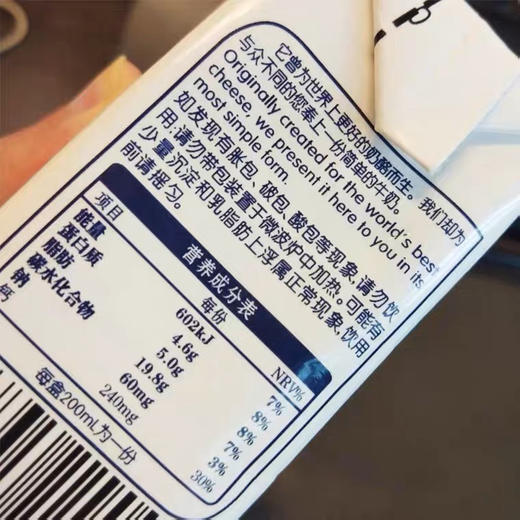 它曾为世界上更好的奶酪而生。我们却为
与众不同的您奉上一份简单的牛奶。
Originally created for the world's best
cheese, we present it here to you in its
most simple form.
如发现有胀包、破包、酸包等现象,请勿饮
用,请勿带包装置于微波炉中加热。可能有
少量沉淀和乳脂肪上浮属正常现象,饮用
前请摇匀。
营养成分表
项目 每份 NRV%
能量 602kJ 7%
蛋白质 4.6g 8%
脂肪 5.0g 8%
碳水化合物 19.8g 7%
钠 60mg 3%
钙 240mg 30%
每盒200mL为一份